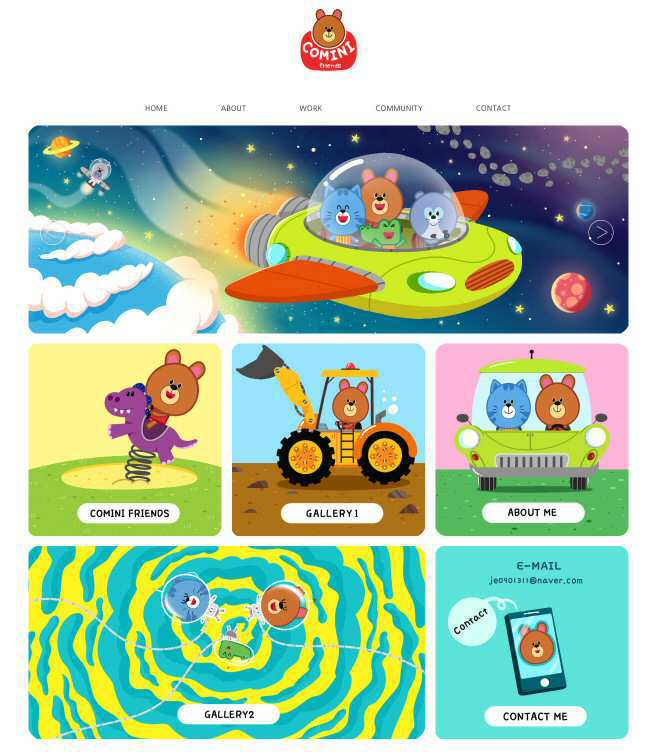 COMINI
friends
HOME ABOUT WORK COMMUNITY CONTACT
COMINI FRIENDS
GALLERY1
ABOUT ME
GALLERY2
E-MAIL
je0901311@naver.com
Contact
CONTACT ME